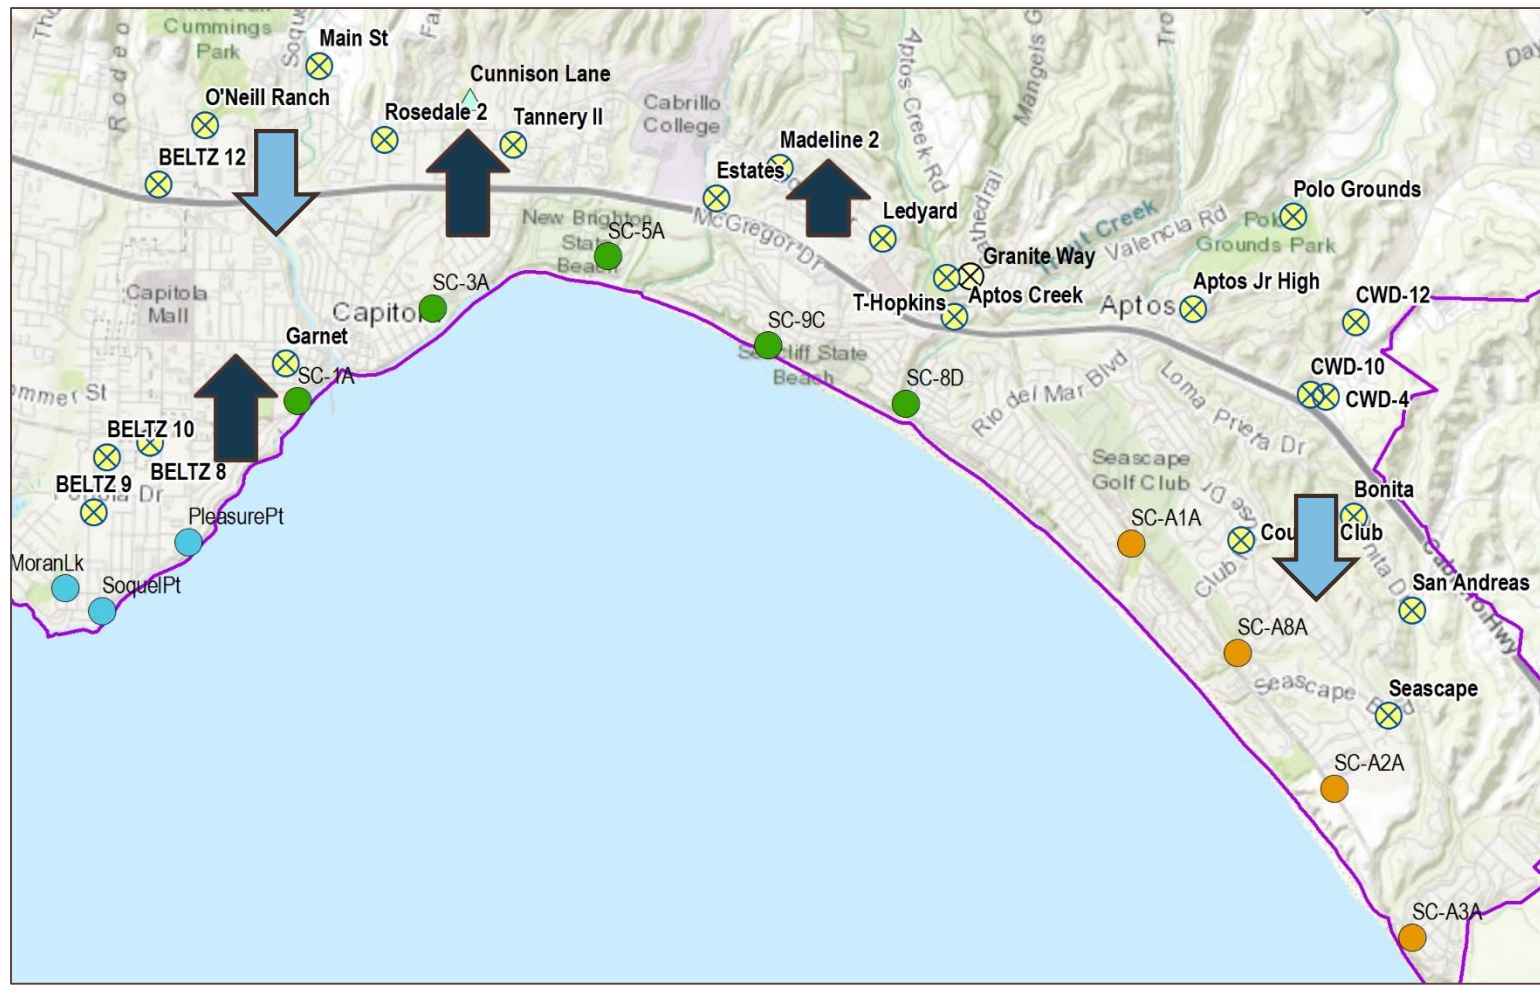 Cummings
Park
Main St
Rodeo
Cunnison Lane
O'Neill Ranch
Rosedale 2
Tannery II
Cabrillo
College
Aptos Creek Rd
Mangels G
Day
BELTZ 12
Madeline 2
Estates
Ledyard
Polo Grounds
Grounds Park
Valencia Rd
New Brighton
State
Beach
SC-5A
McGregor Dr
Granite Way
T-Hopkins
Aptos Creek
Aptos
Aptos Jr High
CWD-12
Capitola
Mall
SC-3A
Garnet
SC-1A
SC-9C
Beach
SC-8D
Rio del Mar Blvd
Loma Prieta Dr
CWD-10
CWD-4
ommer St
BELTZ 10
BELTZ 8
BELTZ 9
PleasurePt
MoranLk
SoquelPt
Seascape
Golf Club
SC-A1A
Bonita
Club
Club
San Andreas
SC-A8A
Seascape
Seascape
SC-A2A
SC-A3A